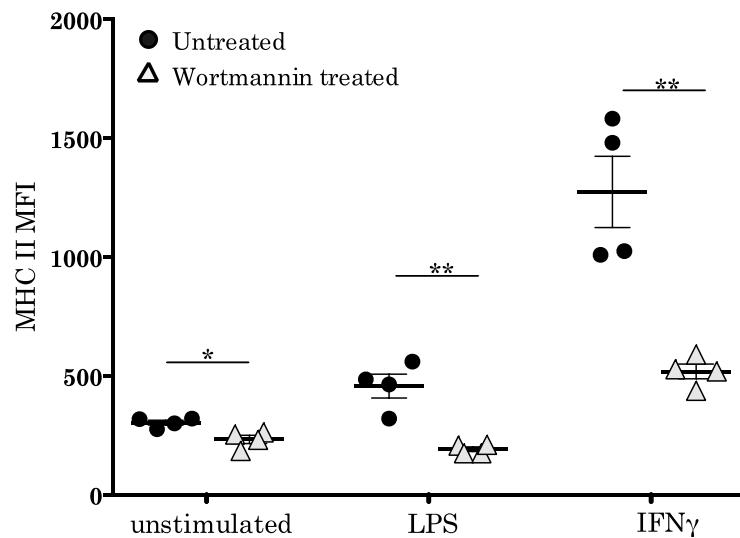 2000
Untreated
Wortmannin treated
**
1500
MHC II MFI
1000
**
500
*
0
unstimulated LPS IFNγ